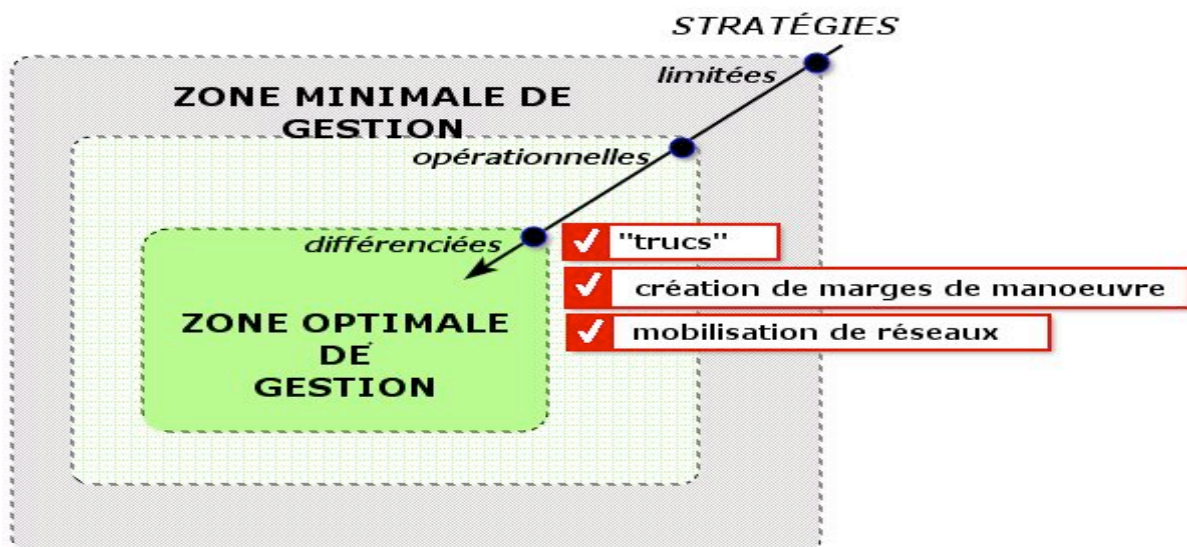 STRATÉGIES
limitées
ZONE MINIMALE DE
GESTION
opérationnelles
différenciées
"trucs"
création de marges de manoeuvre
mobilisation de réseaux
ZONE OPTIMALE
DE
GESTION